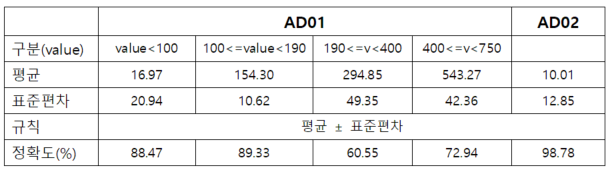 AD01 AD02
구분(value) value<100 100<=value<190 190<=v<400 400<=v<750
평균 16.97 154.30 294.85 543.27 10.01
표준편차 20.94 10.62 49.35 42.36 12.85
규칙 평균 ± 표준편차
정확도(%) 88.47 89.33 60.55 72.94 98.78